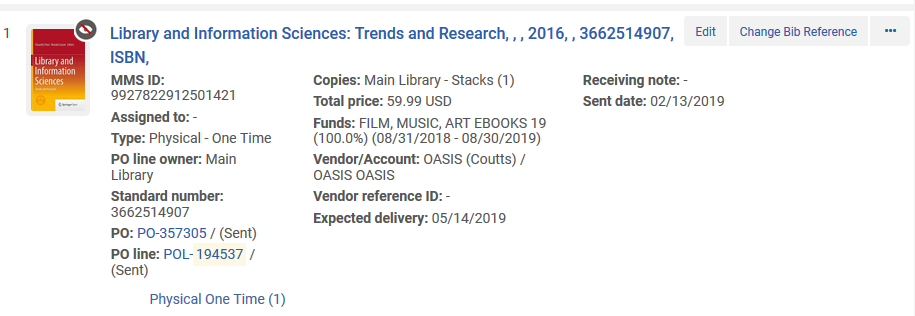 1
Library and Information Sciences: Trends and Research, , , 2016, , 3662514907,
ISBN,
Edit
Change Bib Reference
Library and
Information
Sciences
Springer Open
MMS ID:
9927822912501421
Assigned to: -
Type: Physical - One Time
PO line owner: Main
Library
Standard number:
3662514907
PO: PO-357305 / (Sent)
PO line: POL- 194537 /
(Sent)
Physical One Time (1)
Copies: Main Library - Stacks (1)
Total price: 59.99 USD
Funds: FILM, MUSIC, ART EBOOKS 19
(100.0%) (08/31/2018 - 08/30/2019)
Vendor/Account: OASIS (Coutts) /
OASIS OASIS
Vendor reference ID: -
Expected delivery: 05/14/2019
Receiving note: -
Sent date: 02/13/2019